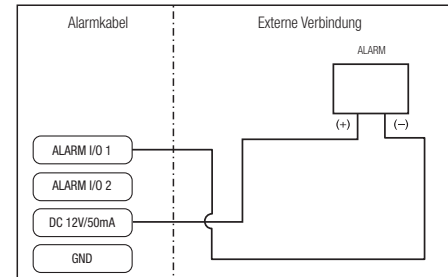 Alarmkabel
Externe Verbindung
ALARM
(+)
(–)
ALARM I/O 1
ALARM I/O 2
DC 12V/50mA
GND